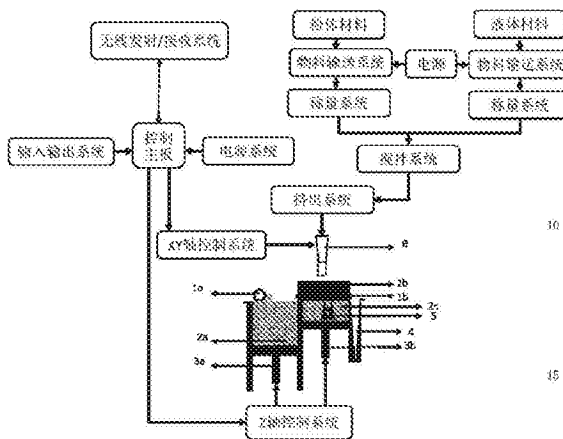 粉体材料
液体材料
无线发射/接收系统
物料输送系统
电源
物料输送系统
称量系统
称量系统
输入输出系统
控制
主板
电源系统
搅拌系统
挤出系统
10
XY轴控制系统
6
1a
2b
1b
2c
5
2a
4
3a
3b
15
Z轴控制系统